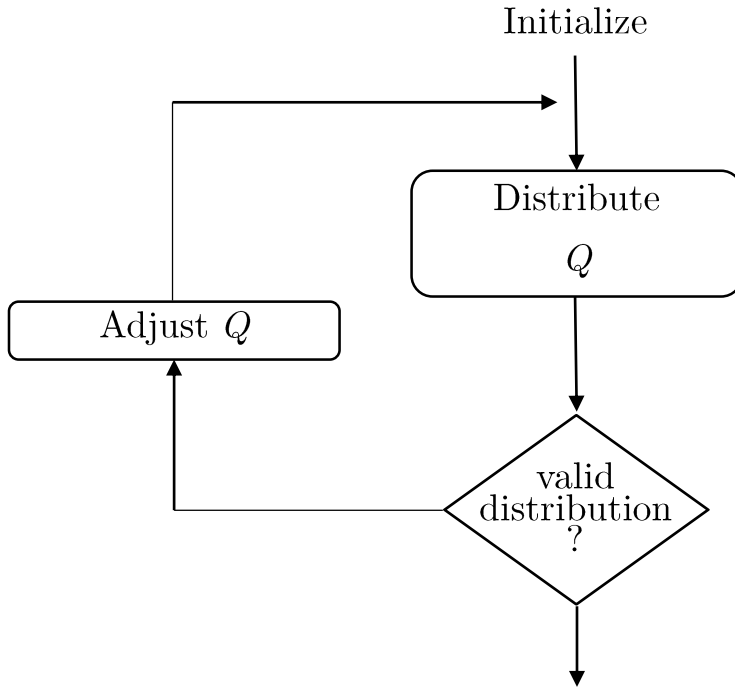 Initialize
Distribute
Q
Adjust Q
valid
distribution
?